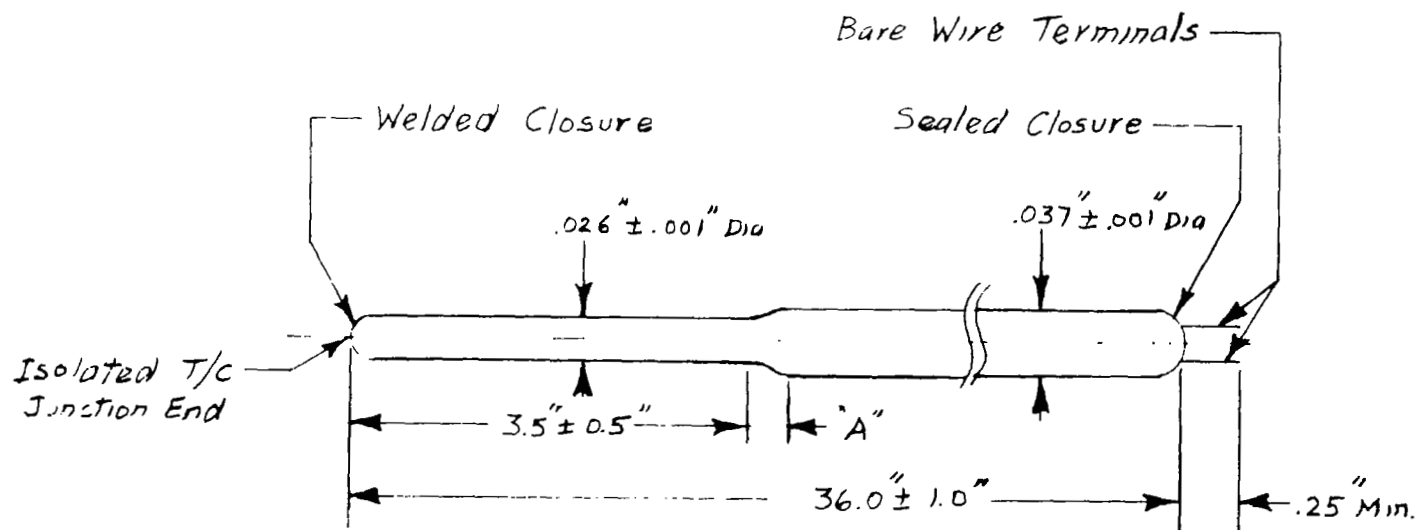 Bare Wire Terminals
Welded Closure
Sealed Closure
.026" ± .001" Dia
.037" ± .001" Dia
Isolated T/C
Junction End
3.5" ± 0.5"
"A"
36.0" ± 1.0"
.25" Min.